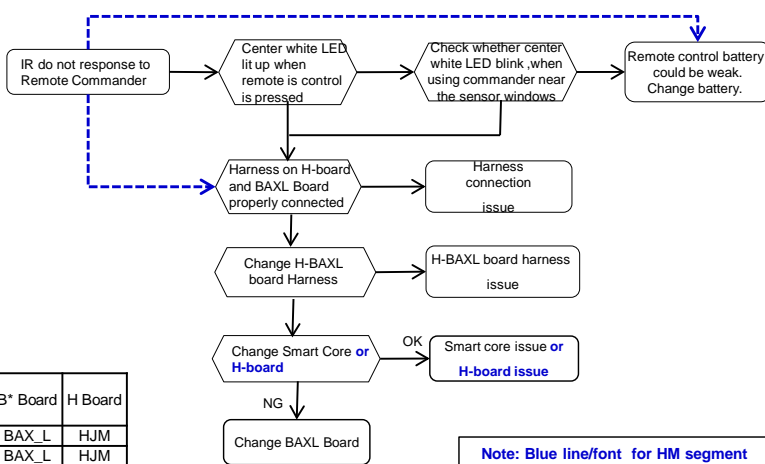 IR do not response to
Remote Commander
Center white LED
lit up when
remote is control
is pressed
Check whether center
white LED blink ,when
using commander near
the sensor windows
Remote control battery
could be weak.
Change battery.
Harness on H-board
and BAXL Board
properly connected
Harness
connection
issue
Change H-BAXL
board Harness
H-BAXL board harness
issue
Change Smart Core or
H-board
OK
Smart core issue or
H-board issue
NG
Change BAXL Board
B* Board H Board
BAX_L HJM
BAX_L HJM
Note: Blue line/font for HM segment